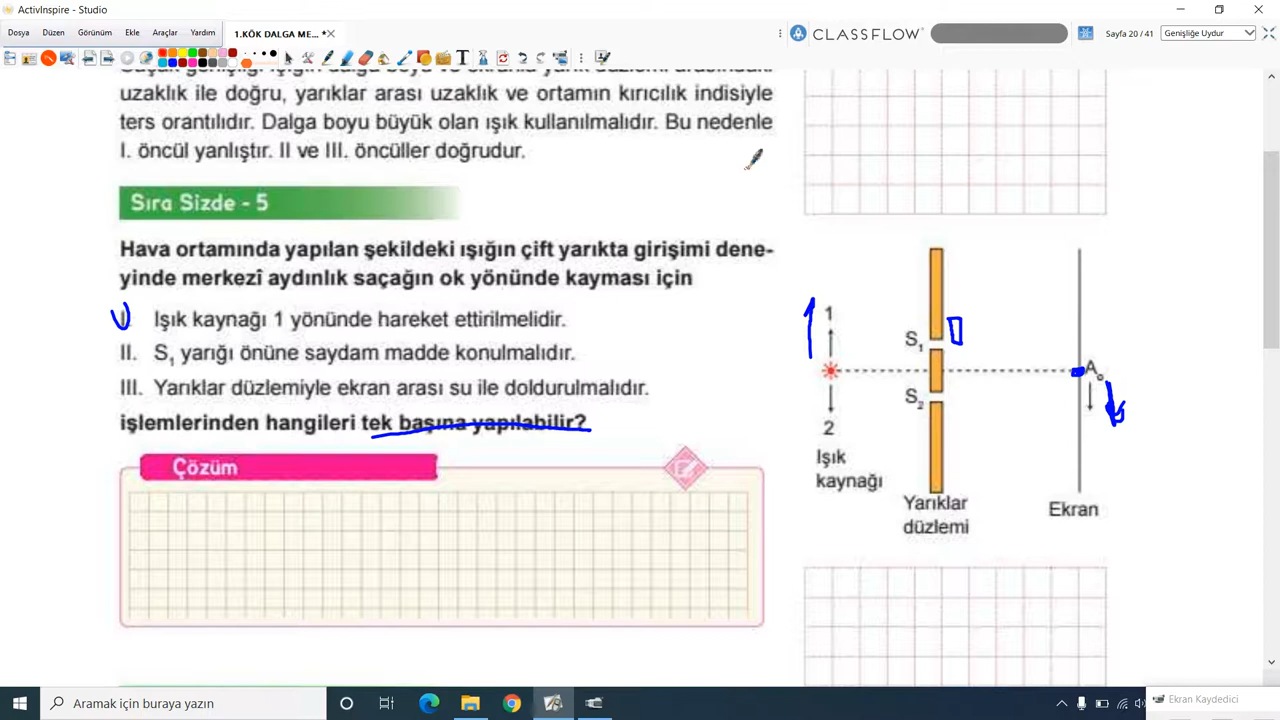 ActivInspire - Studio
Dosya Düzen Görünüm Ekle Araçlar Yardım
1.KÖK DALGA ME... *
CLASSFLOW
Sayfa 20 / 41
Genişliğe Uydur
uzaklık ile doğru, yarıklar arası uzaklık ve ortamın kırıcılık indisiyle
ters orantılıdır. Dalga boyu büyük olan ışık kullanılmalıdır. Bu nedenle
I. öncül yanlıştır. II ve III. öncüller doğrudur.
Sıra Sizde - 5
Hava ortamında yapılan şekildeki ışığın çift yarıkta girişimi dene-
yinde merkezî aydınlık saçağın ok yönünde kayması için
I. Işık kaynağı 1 yönünde hareket ettirilmelidir.
II. S1 yarığı önüne saydam madde konulmalıdır.
III. Yarıklar düzlemiyle ekran arası su ile doldurulmalıdır.
işlemlerinden hangileri tek başına yapılabilir?
Çözüm
1
S1
Ao
S2
2
Işık
kaynağı
Yarıklar
düzlemi
Ekran
Aramak için buraya yazın
Ekran Kaydedici